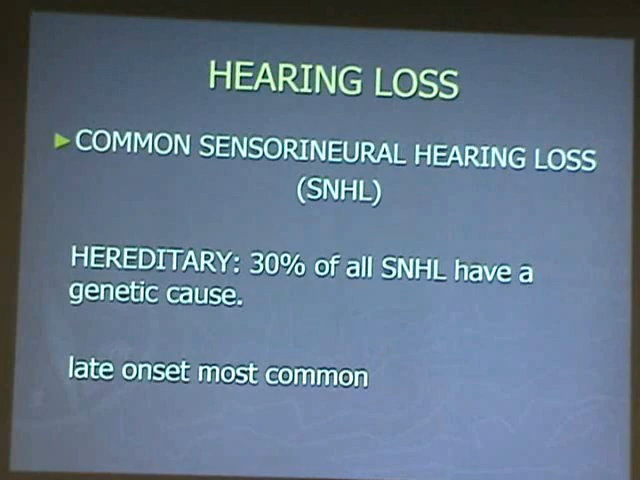 HEARING LOSS
COMMON SENSORINEURAL HEARING LOSS
(SNHL)
HEREDITARY: 30% of all SNHL have a
genetic cause.
late onset most common